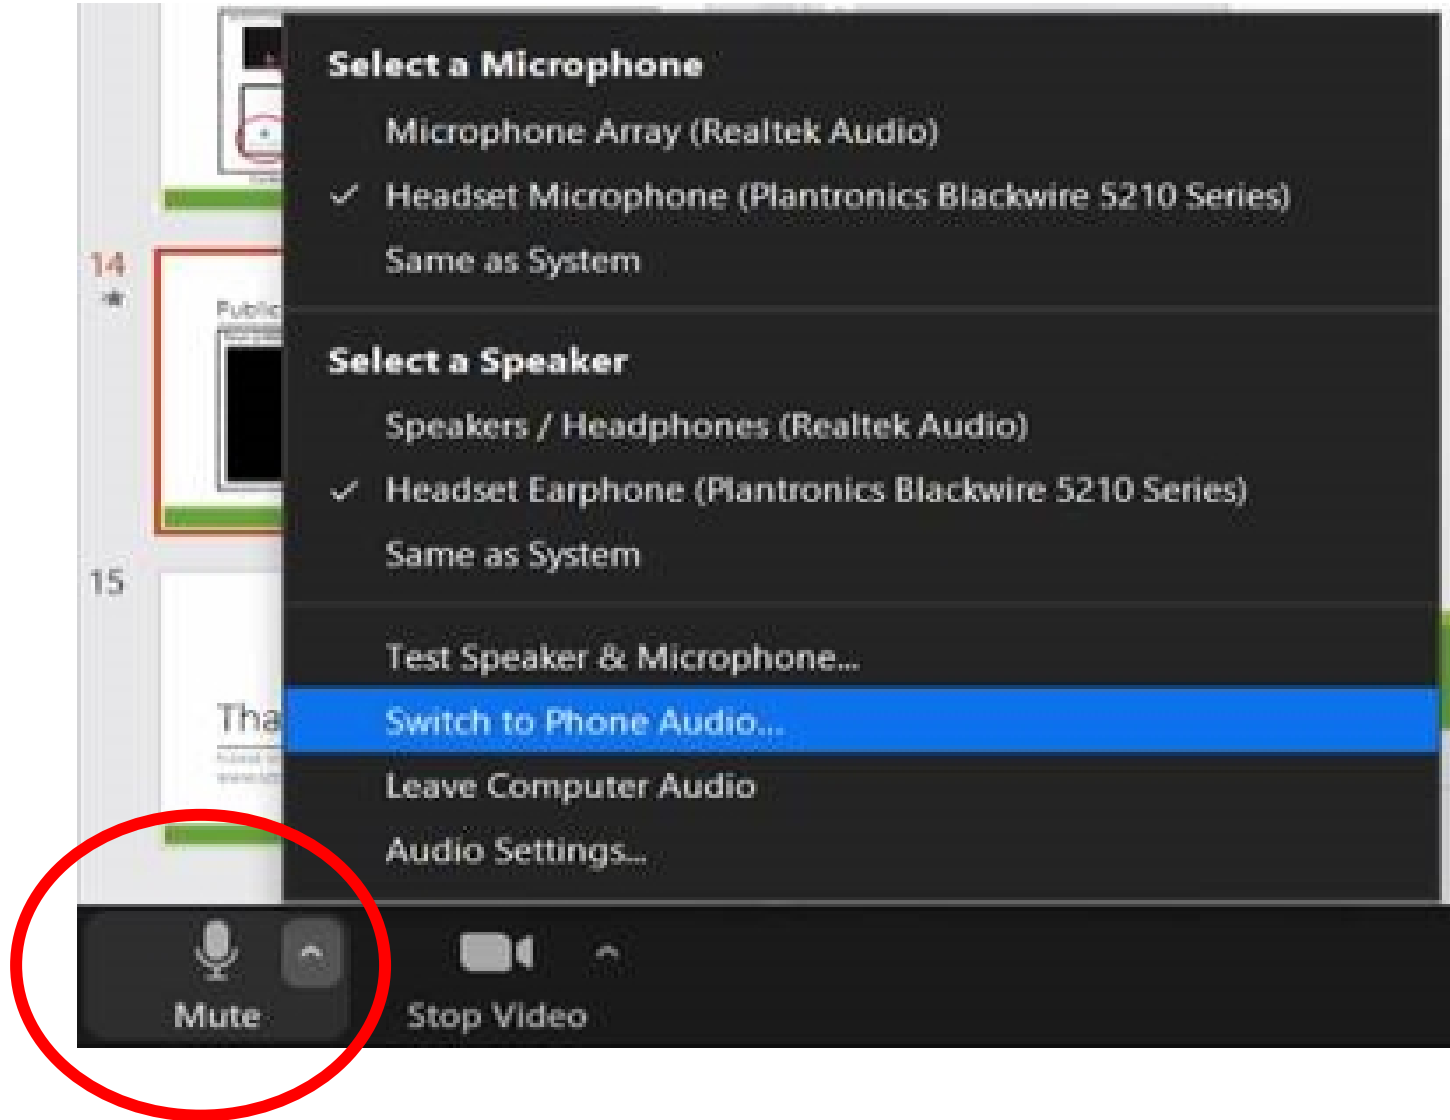 Select a Microphone
Microphone Array (Realtek Audio)
✓ Headset Microphone (Plantronics Blackwire 5210 Series)
Same as System
14
Public
Select a Speaker
Speakers / Headphones (Realtek Audio)
✓ Headset Earphone (Plantronics Blackwire 5210 Series)
Same as System
15
Test Speaker & Microphone...
Tha
Switch to Phone Audio...
Leave Computer Audio
Audio Settings...
Mute
Stop Video